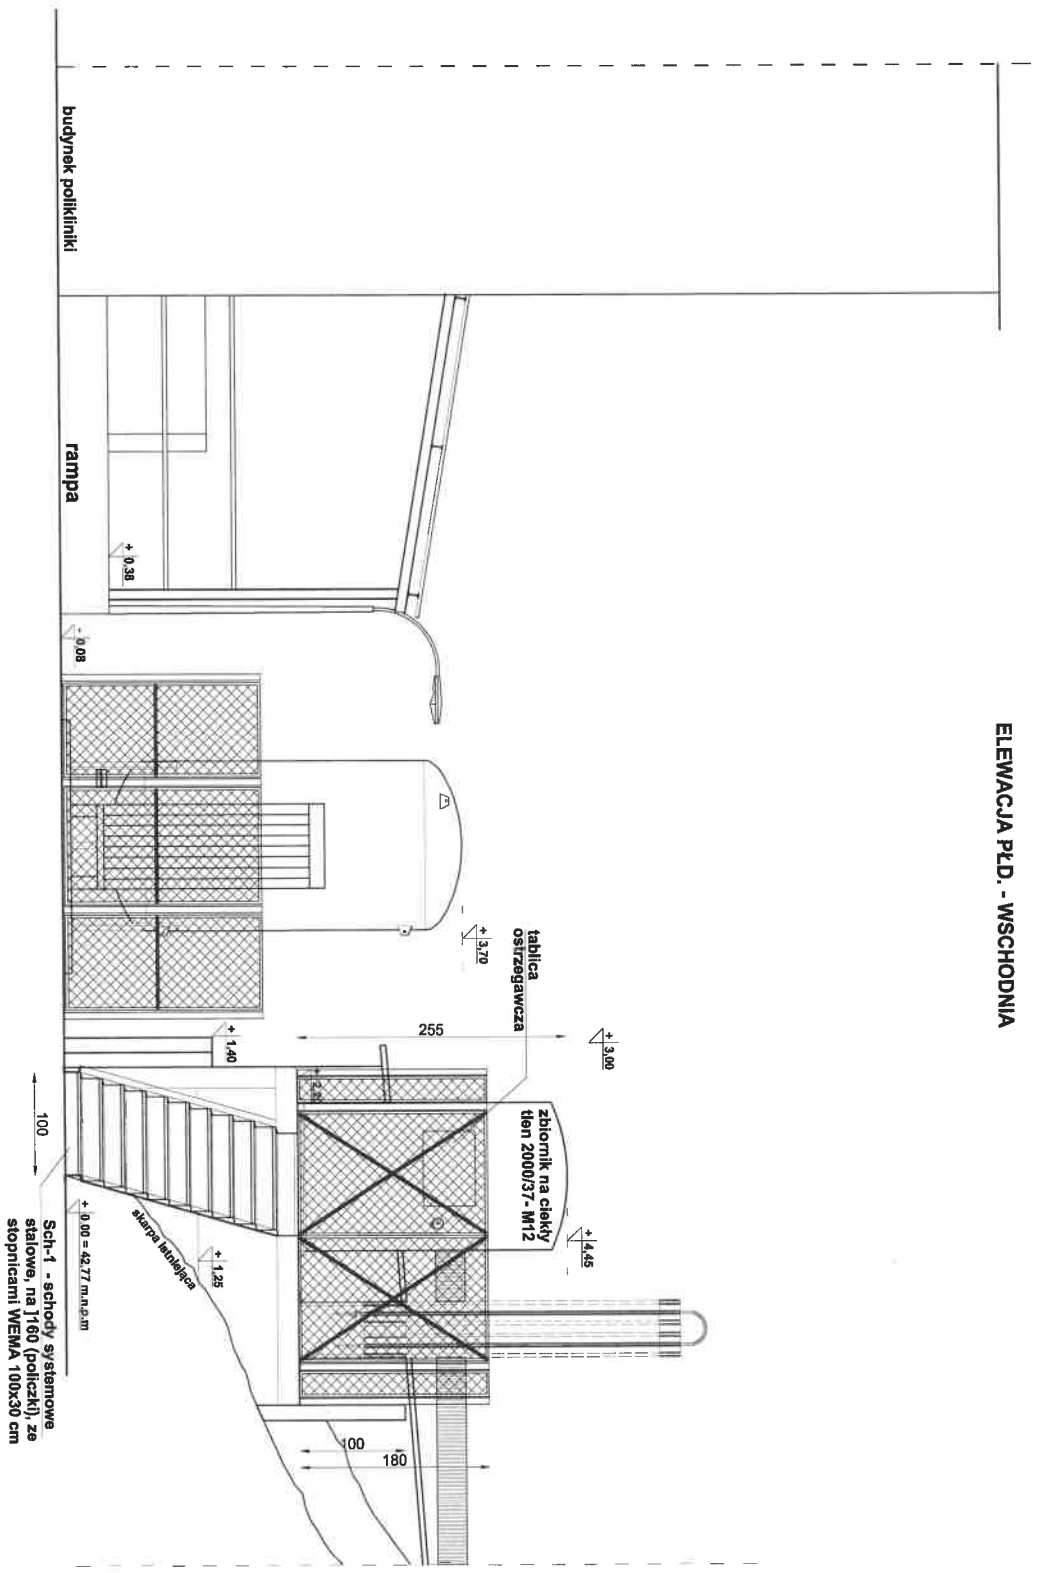 ELEWACJA PŁD. - WSCHODNIA
budynek polikliniki
rampa
+ 0,38
- 0,08
+ 3,70
tablica
ostrzegawcza
+ 1,40
255
+ 3,00
zbiornik na ciekły
tlen 2000/37- M12
+ 4,45
100
+ 0.00 = 42.77 m.n.p.m
skarpa istniejąca
+ 1,25
Sch-1 - schody systemowe
stalowe, na ]160 (policzki), ze
stopnicami WEMA 100x30 cm
100
180